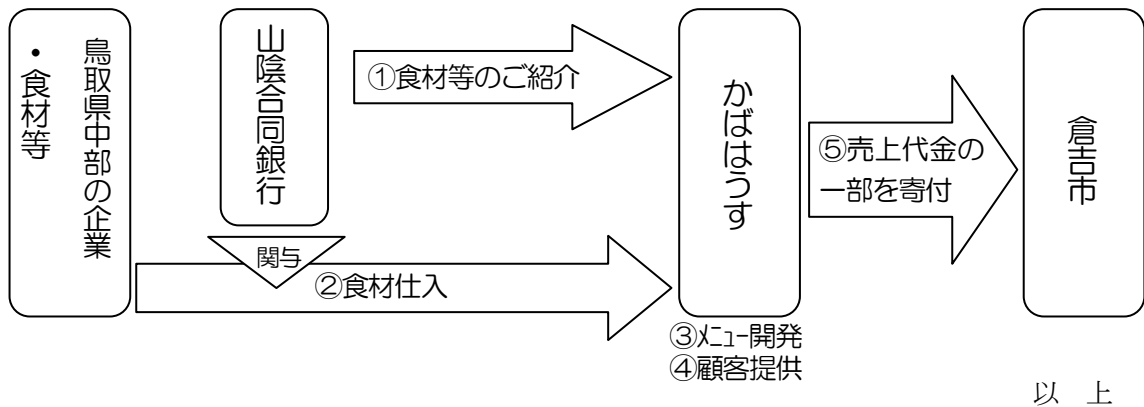 鳥取県中部の企業
・食材等
山陰合同銀行
関与
①食材等のご紹介
②食材仕入
かばはうす
③メニュー開発
④顧客提供
⑤売上代金の
一部を寄付
倉吉市
以 上